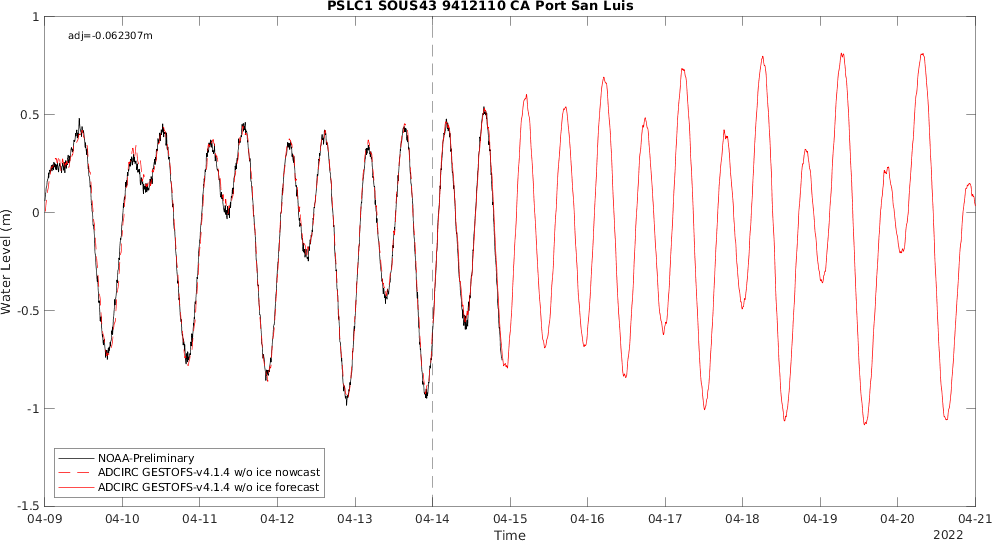 PSLC1 SOUS43 9412110 CA Port San Luis
adj=-0.062307m
1
0.5
0
-0.5
-1
-1.5
Water Level (m)
NOAA-Preliminary
ADCIRC GESTOFS-v4.1.4 w/o ice nowcast
ADCIRC GESTOFS-v4.1.4 w/o ice forecast
04-09 04-10 04-11 04-12 04-13 04-14 04-15 04-16 04-17 04-18 04-19 04-20 04-21
Time
2022